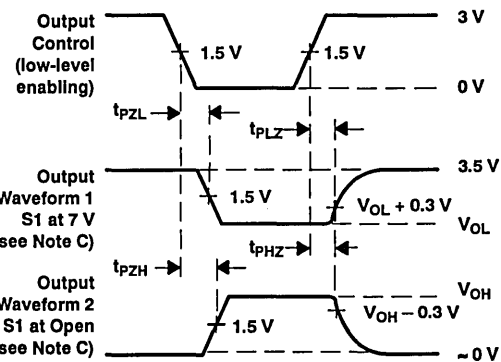 Output
Control
(low-level
enabling)
3 V
1.5 V
1.5 V
0 V
tPZL
tPLZ
Output
Waveform 1
S1 at 7 V
(see Note C)
3.5 V
1.5 V
VOL + 0.3 V
VOL
tPZH
tPHZ
Output
Waveform 2
S1 at Open
(see Note C)
VOH
VOH − 0.3 V
1.5 V
~ 0 V